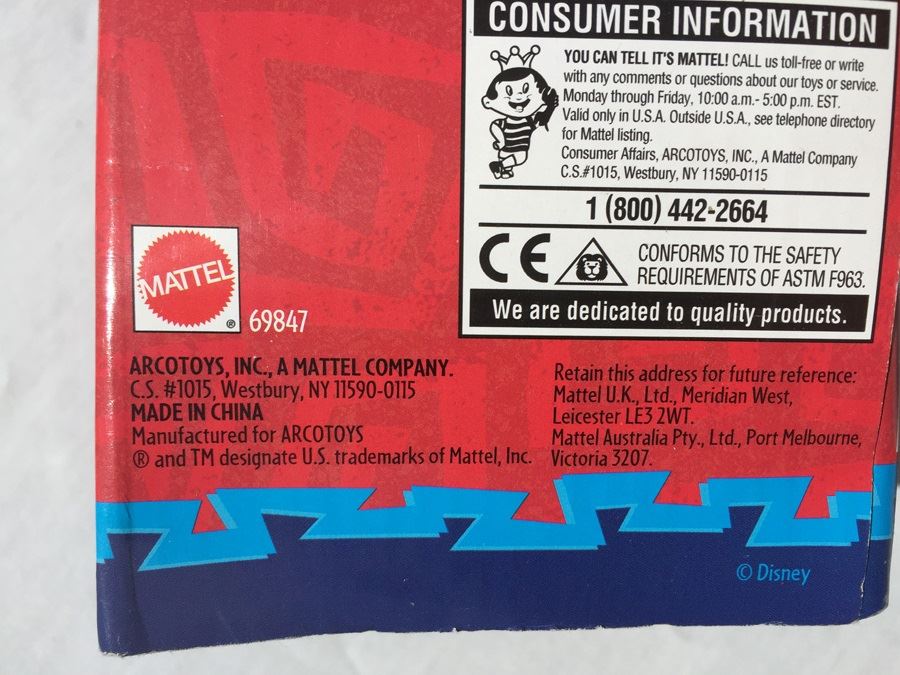 CONSUMER INFORMATION
YOU CAN TELL IT'S MATTEL! CALL us toll-free or write
with any comments or questions about our toys or service.
Monday through Friday, 10:00 a.m.- 5:00 p.m. EST.
Valid only in U.S.A. Outside U.S.A., see telephone directory
for Mattel listing.
Consumer Affairs, ARCOTOYS, INC., A Mattel Company
C.S.#1015, Westbury, NY 11590-0115
1 (800) 442-2664
CE
CONFORMS TO THE SAFETY
REQUIREMENTS OF ASTM F963.
We are dedicated to quality products.
MATTEL
® 69847
ARCOTOYS, INC., A MATTEL COMPANY.
C.S. #1015, Westbury, NY 11590-0115
MADE IN CHINA
Manufactured for ARCOTOYS
® and TM designate U.S. trademarks of Mattel, Inc.
Retain this address for future reference:
Mattel U.K., Ltd., Meridian West,
Leicester LE3 2WT.
Mattel Australia Pty., Ltd., Port Melbourne,
Victoria 3207.
© Disney